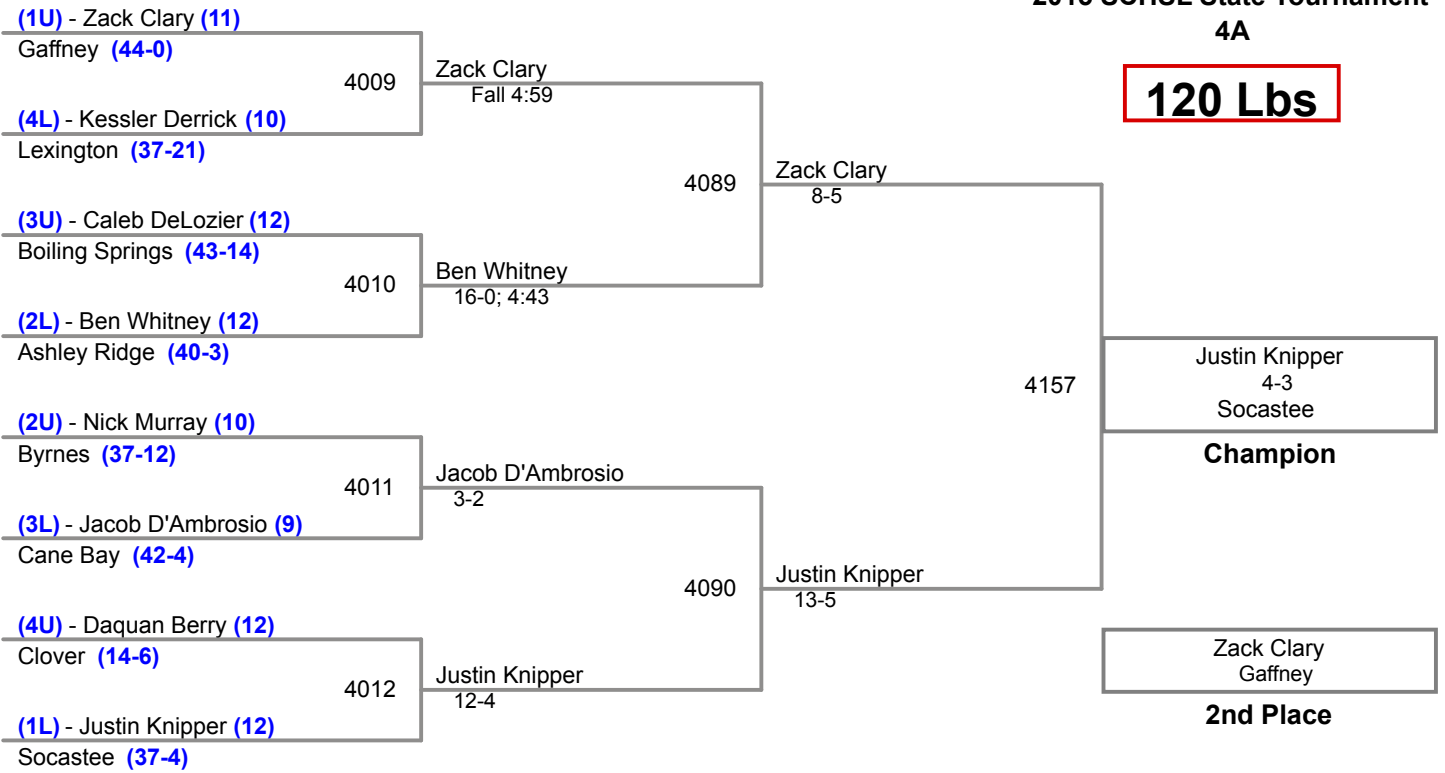 SCHSL State Tournament
4A
120 Lbs
(1U) - Zack Clary (11)
Gaffney (44-0)
4009
Zack Clary
Fall 4:59
(4L) - Kessler Derrick (10)
Lexington (37-21)
4089
Zack Clary
8-5
(3U) - Caleb DeLozier (12)
Boiling Springs (43-14)
4010
Ben Whitney
16-0; 4:43
(2L) - Ben Whitney (12)
Ashley Ridge (40-3)
4157
Justin Knipper
4-3
Socastee
Champion
(2U) - Nick Murray (10)
Byrnes (37-12)
4011
Jacob D'Ambrosio
3-2
(3L) - Jacob D'Ambrosio (9)
Cane Bay (42-4)
4090
Justin Knipper
13-5
(4U) - Daquan Berry (12)
Clover (14-6)
4012
Justin Knipper
12-4
(1L) - Justin Knipper (12)
Socastee (37-4)
Zack Clary
Gaffney
2nd Place